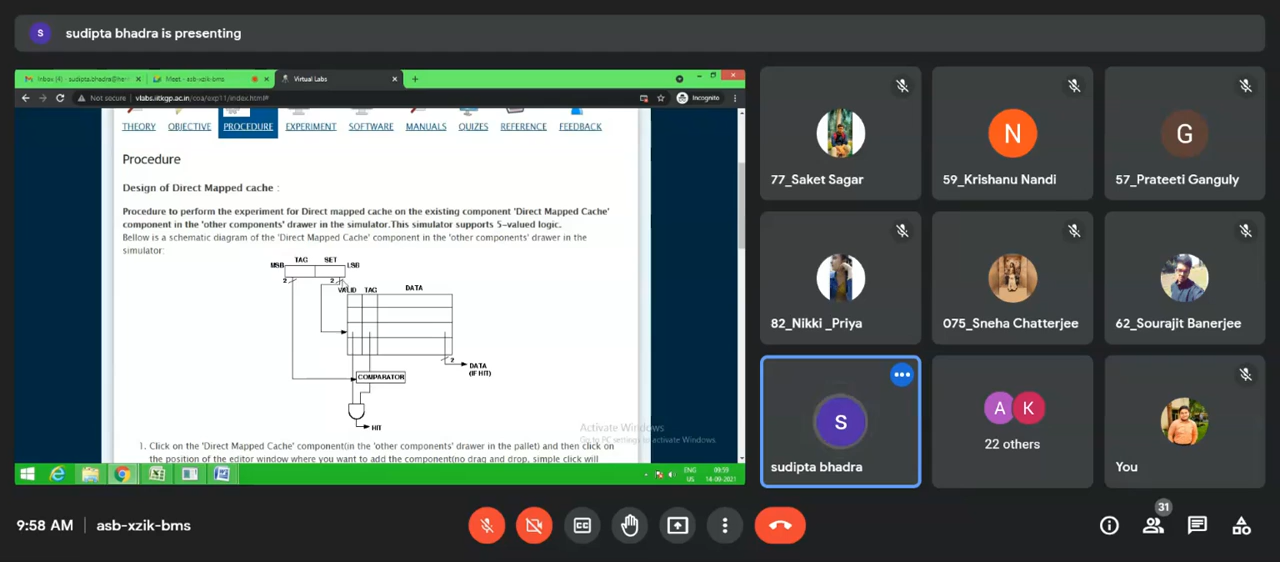 S sudipta bhadra is presenting
Inbox (4) - sudipta.bhadra@he
Meet - asb-xzik-bms
Virtual Labs
Not secure | vlabs.iitkgp.ac.in/coa/exp11/index.html#
Incognito
THEORY OBJECTIVE PROCEDURE EXPERIMENT SOFTWARE MANUALS QUIZES REFERENCE FEEDBACK
Procedure
Design of Direct Mapped cache :
Procedure to perform the experiment for Direct mapped cache on the existing component 'Direct Mapped Cache'
component in the 'other components' drawer in the simulator.This simulator supports 5-valued logic.
Bellow is a schematic diagram of the 'Direct Mapped Cache' component in the 'other components' drawer in the
simulator:
TAG SET
MSB LSB
2 2
VALID TAG DATA
2
DATA
(IF HIT)
COMPARATOR
HIT
Activate Windows
Go to PC settings to activate Windows
1. Click on the 'Direct Mapped Cache' component(in the 'other components' drawer in the pallet) and then click on
the position of the editor window where you want to add the component(no drag and drop, simple click will
ENG 09:59
US 14-09-2021
77_Saket Sagar
N
59_Krishanu Nandi
G
57_Prateeti Ganguly
82_Nikki _Priya
075_Sneha Chatterjee
62_Sourajit Banerjee
S
sudipta bhadra
A K
22 others
You
9:58 AM | asb-xzik-bms
31